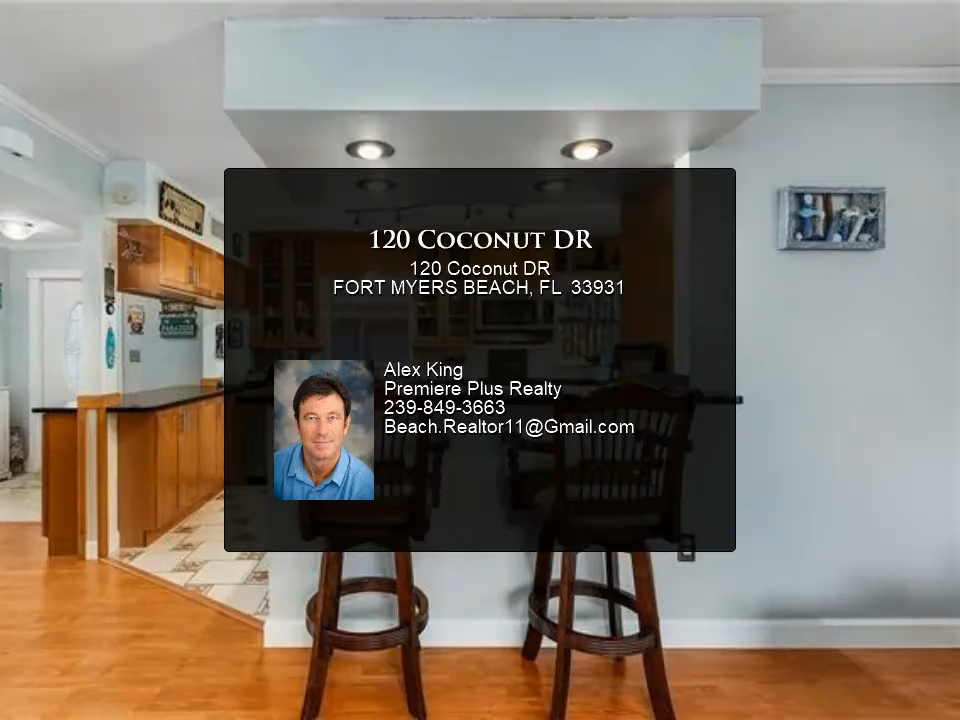 120 Coconut DR
120 Coconut DR
FORT MYERS BEACH, FL 33931
Alex King
Premiere Plus Realty
239-849-3663
Beach.Realtor11@Gmail.com